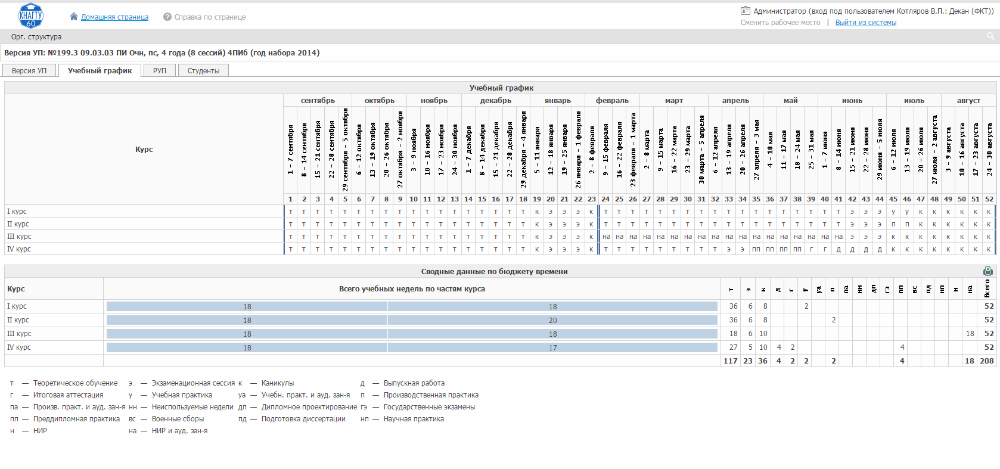 КНАГТУ
60
Домашняя страница
Справка по странице
Администратор (вход под пользователем Котляров В.П.: Декан (ФКТ))
Сменить рабочее место | Выйти из системы
Орг. структура
Версия УП: №199.3 09.03.03 ПИ Очн, пс, 4 года (8 сессий) 4ПИб (год набора 2014)
Версия УП Учебный график РУП Студенты
Учебный график
Курс сентябрь октябрь ноябрь декабрь январь февраль март апрель май июнь июль август
1 - 7 сентября
8 - 14 сентября
15 - 21 сентября
22 - 28 сентября
29 сентября - 5 октября
6 - 12 октября
13 - 19 октября
20 - 26 октября
27 октября - 2 ноября
3 - 9 ноября
10 - 16 ноября
17 - 23 ноября
24 - 30 ноября
1 - 7 декабря
8 - 14 декабря
15 - 21 декабря
22 - 28 декабря
29 декабря - 4 января
5 - 11 января
12 - 18 января
19 - 25 января
26 января - 1 февраля
2 - 8 февраля
9 - 15 февраля
16 - 22 февраля
23 февраля - 1 марта
2 - 8 марта
9 - 15 марта
16 - 22 марта
23 - 29 марта
30 марта - 5 апреля
6 - 12 апреля
13 - 19 апреля
20 - 26 апреля
27 апреля - 3 мая
4 - 10 мая
11 - 17 мая
18 - 24 мая
25 - 31 мая
1 - 7 июня
8 - 14 июня
15 - 21 июня
22 - 28 июня
29 июня - 5 июля
6 - 12 июля
13 - 19 июля
20 - 26 июля
27 июля - 2 августа
3 - 9 августа
10 - 16 августа
17 - 23 августа
24 - 30 августа
1 2 3 4 5 6 7 8 9 10 11 12 13 14 15 16 17 18 19 20 21 22 23 24 25 26 27 28 29 30 31 32 33 34 35 36 37 38 39 40 41 42 43 44 45 46 47 48 49 50 51 52
I курс т т т т т т т т т т т т т т т т т т к э э э к т т т т т т т т т т т т т т т т т т э э э у у к к к к к к
II курс т т т т т т т т т т т т т т т т т т к э э э к т т т т т т т т т т т т т т т т т т э э э п п к к к к к к
III курс т т т т т т т т т т т т т т т т т т к э э э к на на на на на на на на на на на на на на на на на на э э э к к к к к к к к
IV курс т т т т т т т т т т т т т т т т т т к э э э к т т т т т т т т т э э пп пп пп пп г г д д д д к к к к к к к к
Сводные данные по бюджету времени
Курс Всего учебных недель по частям курса т э к д г у уа п па нн дп гэ пп вс пд нп н на Всего
I курс 18 18 36 6 8 2 52
II курс 18 20 36 6 8 2 52
III курс 18 18 18 6 10 18 52
IV курс 18 17 27 5 10 4 2 4 52
117 23 36 4 2 2 2 4 18 208
т — Теоретическое обучение э — Экзаменационная сессия к — Каникулы д — Выпускная работа
г — Итоговая аттестация у — Учебная практика уа — Учебн. практ. и ауд. зан-я п — Производственная практика
па — Произв. практ. и ауд. зан-я нн — Неиспользуемые недели дп — Дипломное проектирование гэ — Государственные экзамены
пп — Преддипломная практика вс — Военные сборы пд — Подготовка диссертации нп — Научная практика
н — НИР на — НИР и ауд. зан-я